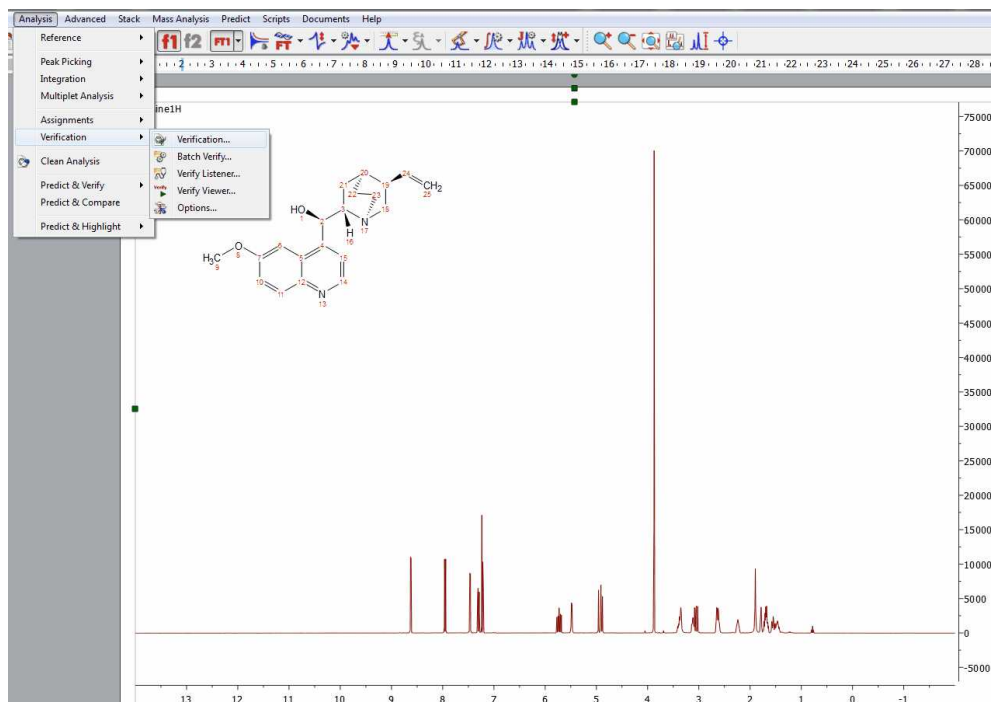 Analysis Advanced Stack Mass Analysis Predict Scripts Documents Help
Reference
Peak Picking
Integration
Multiplet Analysis
Assignments
Verification
Clean Analysis
Predict & Verify
Predict & Compare
Predict & Highlight
Verification...
Batch Verify...
Verify Listener...
Verify Viewer...
Options...
f1 f2 FT1 FT
2 3 4 5 6 7 8 9 10 11 12 13 14 15 16 17 18 19 20 21 22 23 24 25 26 27 28
ine1H
20 24
21 19 25
22 23
3 18
HO N
1 2 H 17
16
O 6 4 15
H₃C 8 5
9
10 12 14
11 N
13
75000
70000
65000
60000
55000
50000
45000
40000
35000
30000
25000
20000
15000
10000
5000
0
-5000
13 12 11 10 9 8 7 6 5 4 3 2 1 0 -1